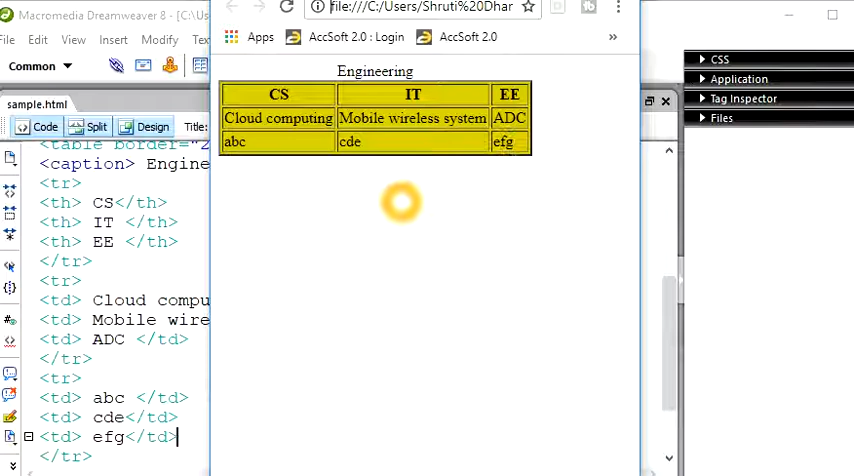 Macromedia Dreamweaver 8 - [C:\Us
file:///C:/Users/Shruti%20Dhar
File Edit View Insert Modify
Apps AccSoft 2.0 : Login AccSoft 2.0 »
Common
CSS
Application
Tag Inspector
Files
sample.html
Code Split Design Title:
Engineering
CS IT EE
Cloud computing Mobile wireless system ADC
abc cde efg
<table border="2
<caption> Engine
<tr>
<th> CS</th>
<th> IT </th>
<th> EE </th>
</tr>
<tr>
<td> Cloud compu
<td> Mobile wire
<td> ADC </td>
</tr>
<tr>
<td> abc </td>
<td> cde</td>
<td> efg</td>
</tr>